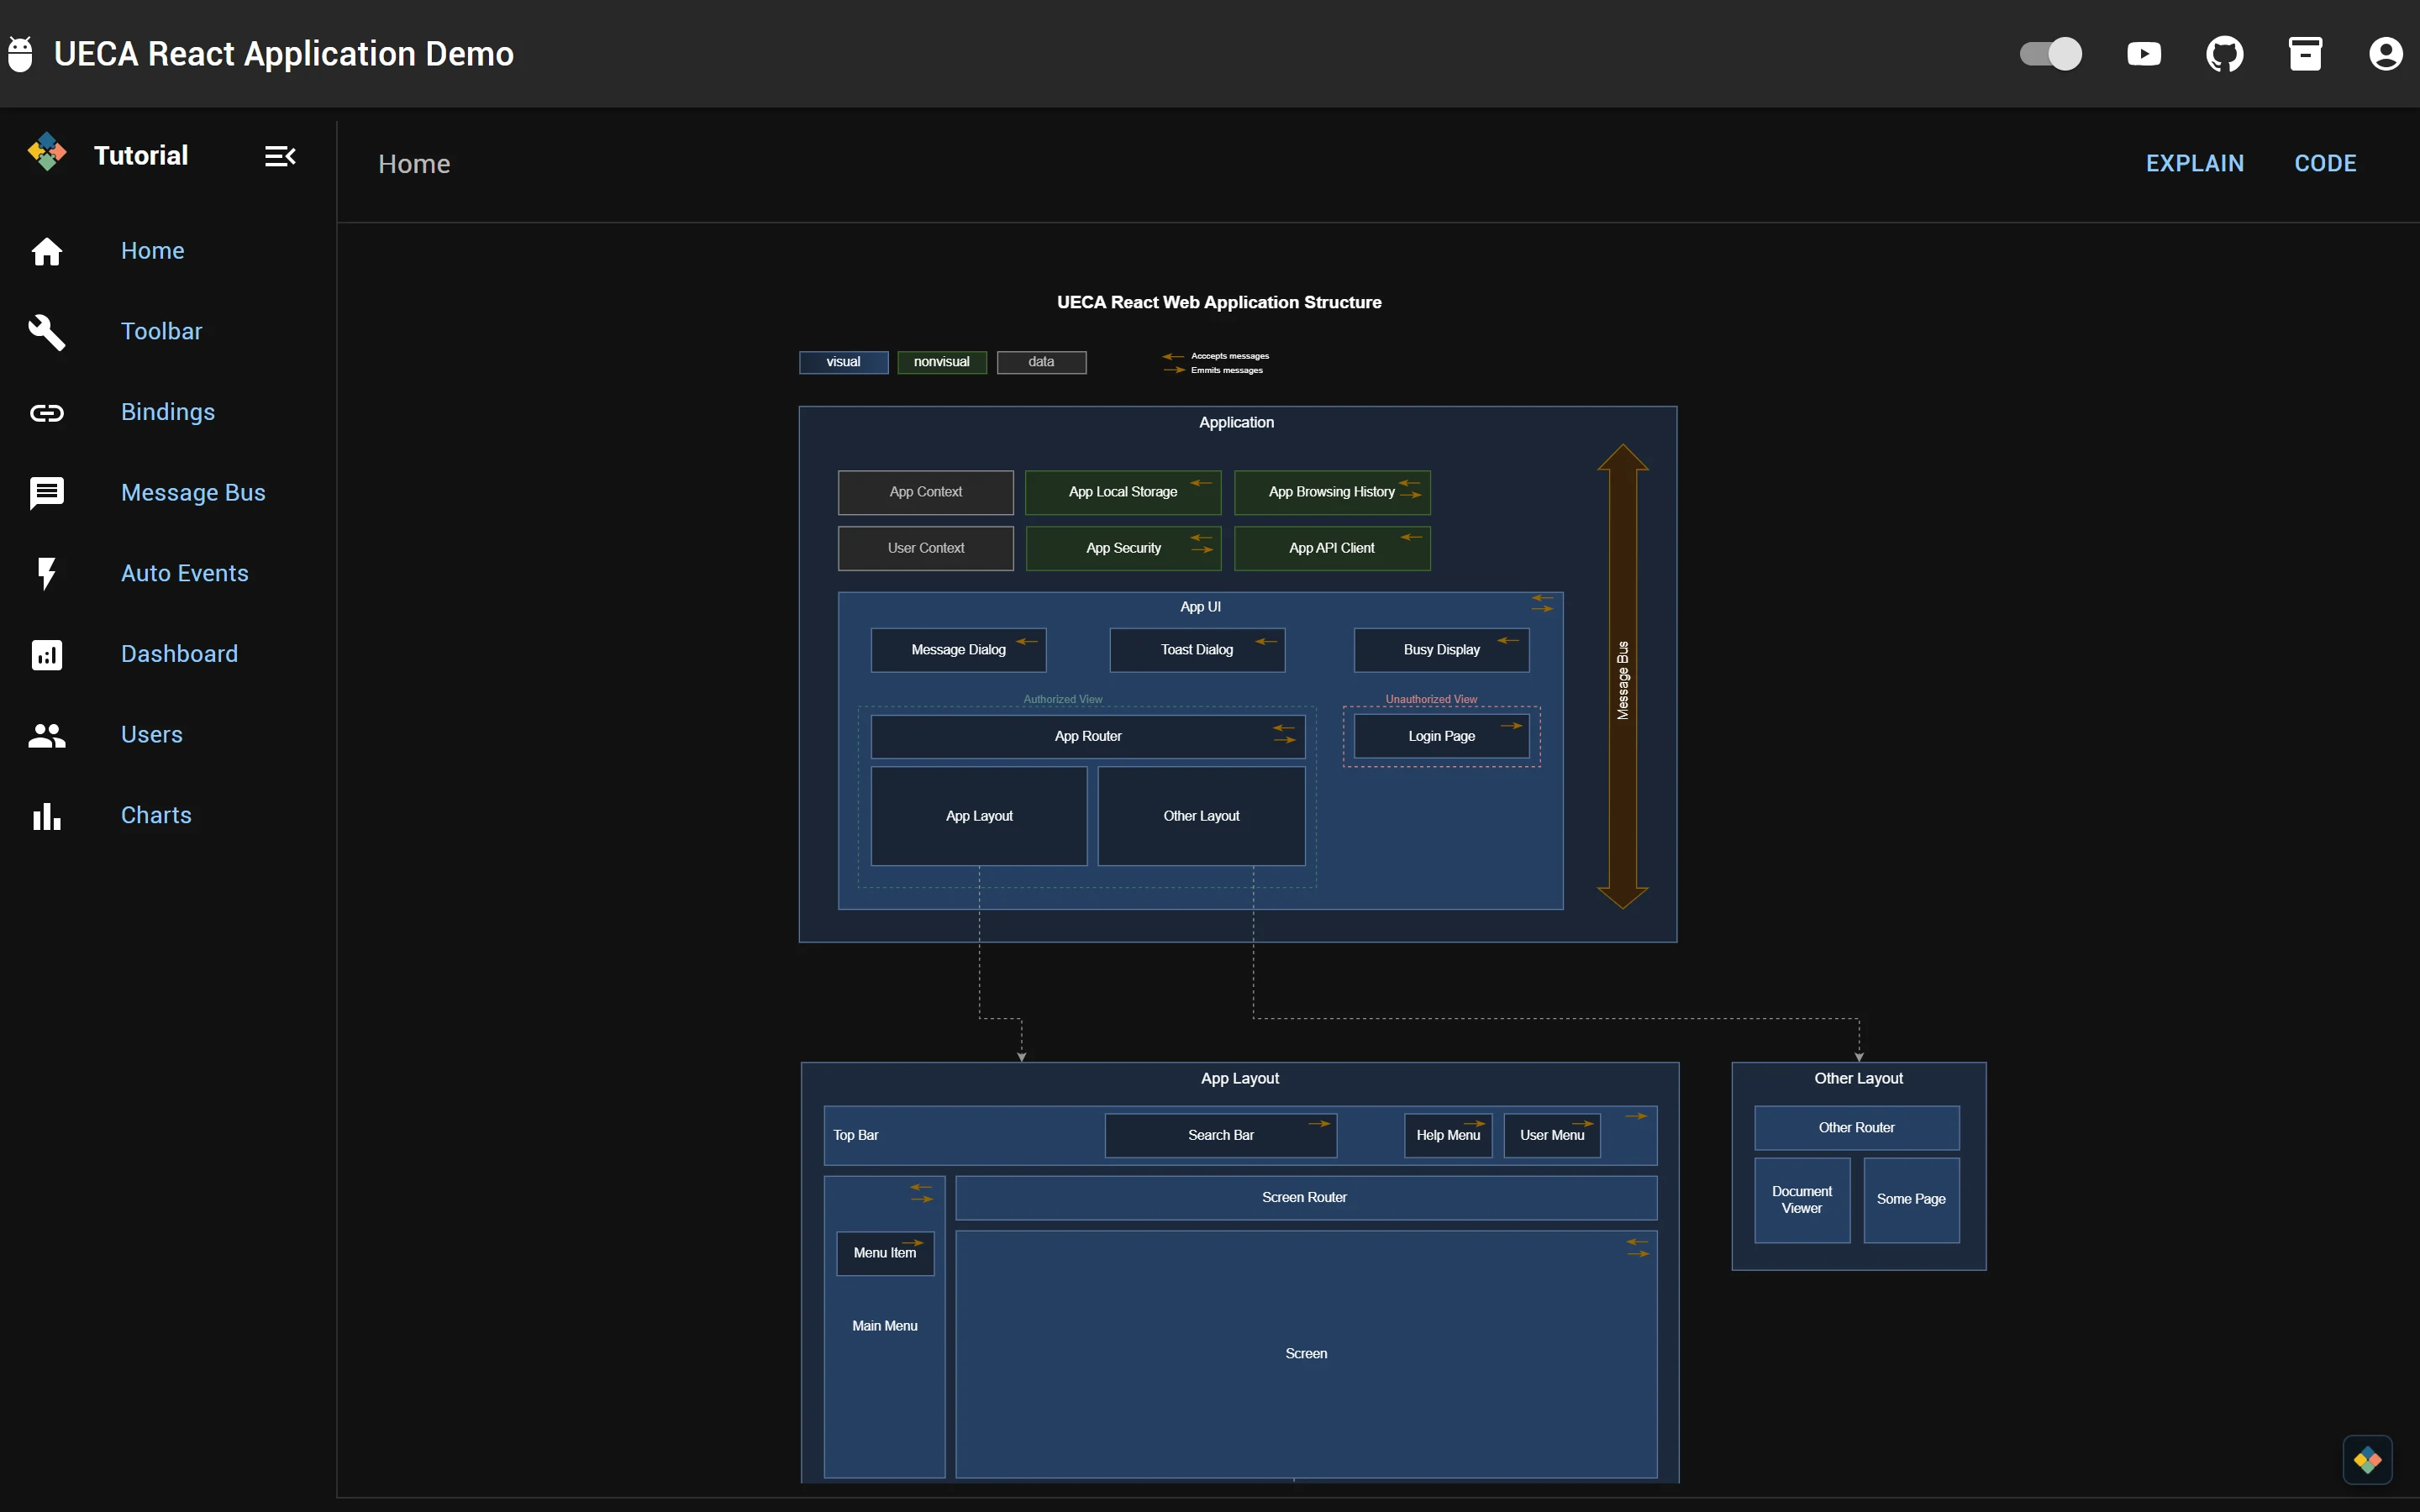 UECA React Application Demo
Tutorial
Home
Toolbar
Bindings
Message Bus
Auto Events
Dashboard
Users
Charts
Home
EXPLAIN
CODE
UECA React Web Application Structure
visual
nonvisual
data
Acccepts messages
Emmits messages
Application
App Context
App Local Storage
App Browsing History
User Context
App Security
App API Client
App UI
Message Dialog
Toast Dialog
Busy Display
Authorized View
Unauthorized View
App Router
Login Page
App Layout
Other Layout
Message Bus
App Layout
Top Bar
Search Bar
Help Menu
User Menu
Screen Router
Menu Item
Main Menu
Screen
Other Layout
Other Router
Document
Viewer
Some Page